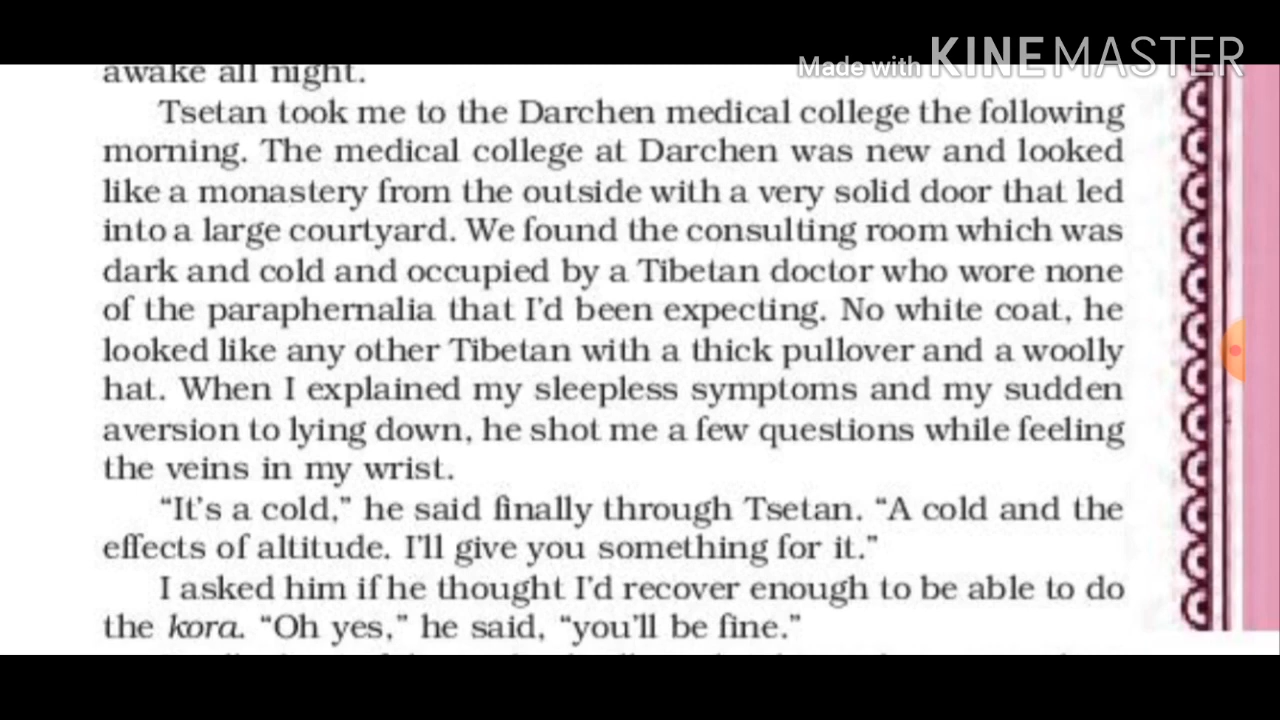 Made with KINEMASTER
awake all night.
Tsetan took me to the Darchen medical college the following
morning. The medical college at Darchen was new and looked
like a monastery from the outside with a very solid door that led
into a large courtyard. We found the consulting room which was
dark and cold and occupied by a Tibetan doctor who wore none
of the paraphernalia that I'd been expecting. No white coat, he
looked like any other Tibetan with a thick pullover and a woolly
hat. When I explained my sleepless symptoms and my sudden
aversion to lying down, he shot me a few questions while feeling
the veins in my wrist.
“It's a cold,” he said finally through Tsetan. “A cold and the
effects of altitude. I'll give you something for it.”
I asked him if he thought I'd recover enough to be able to do
the kora. “Oh yes,” he said, “you'll be fine.”